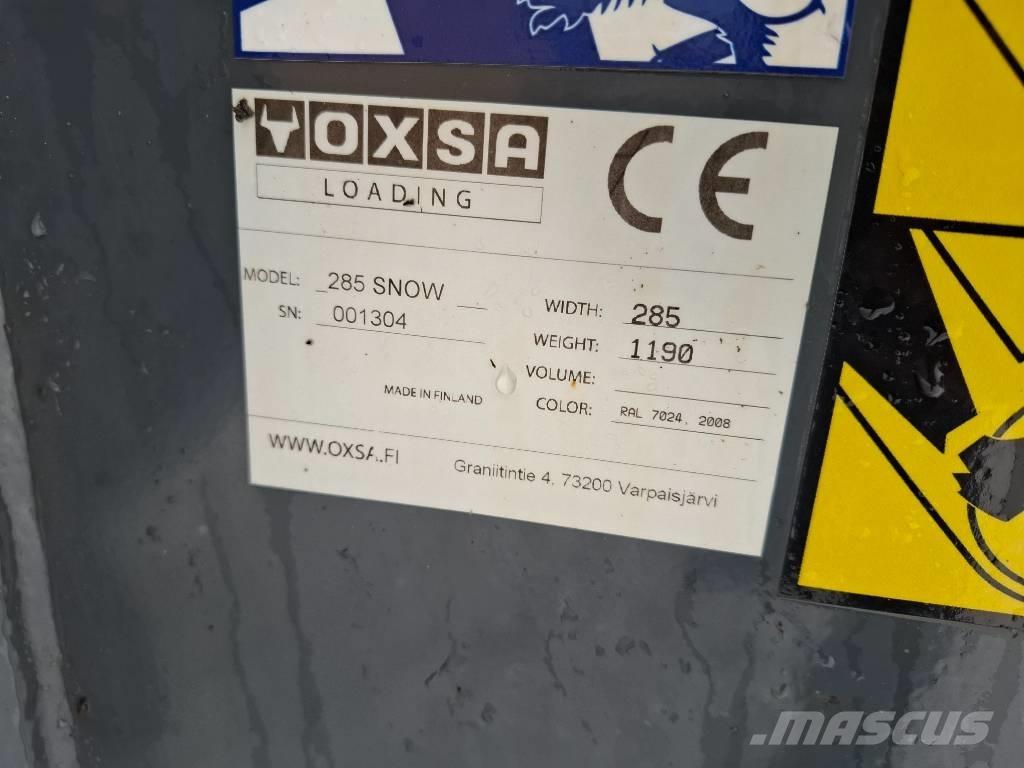 OXSA
LOADING
CE
MODEL: 285 SNOW
SN: 001304
WIDTH: 285
WEIGHT: 1190
VOLUME:
COLOR: RAL 7024, 2008
MADE IN FINLAND
WWW.OXSA.FI
Graniitintie 4, 73200 Varpaisjärvi
MASCUS